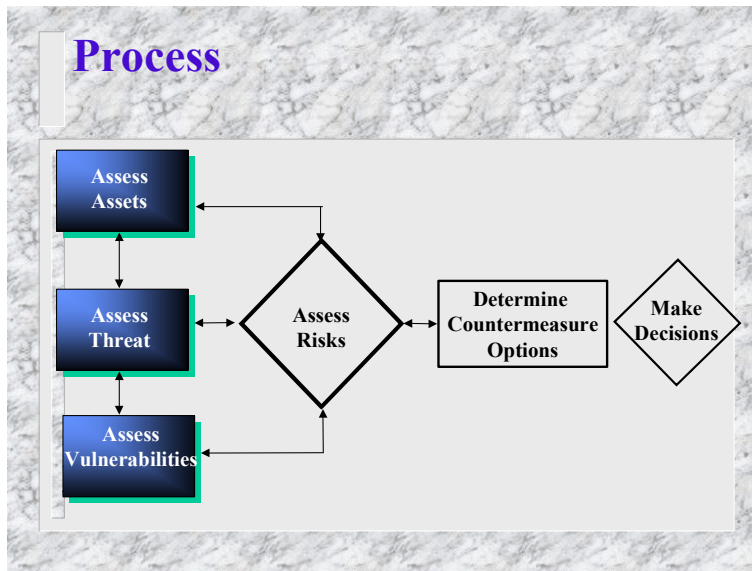 Process
Assess
Assets
Assess
Threat
Assess
Vulnerabilities
Assess
Risks
Determine
Countermeasure
Options
Make
Decisions